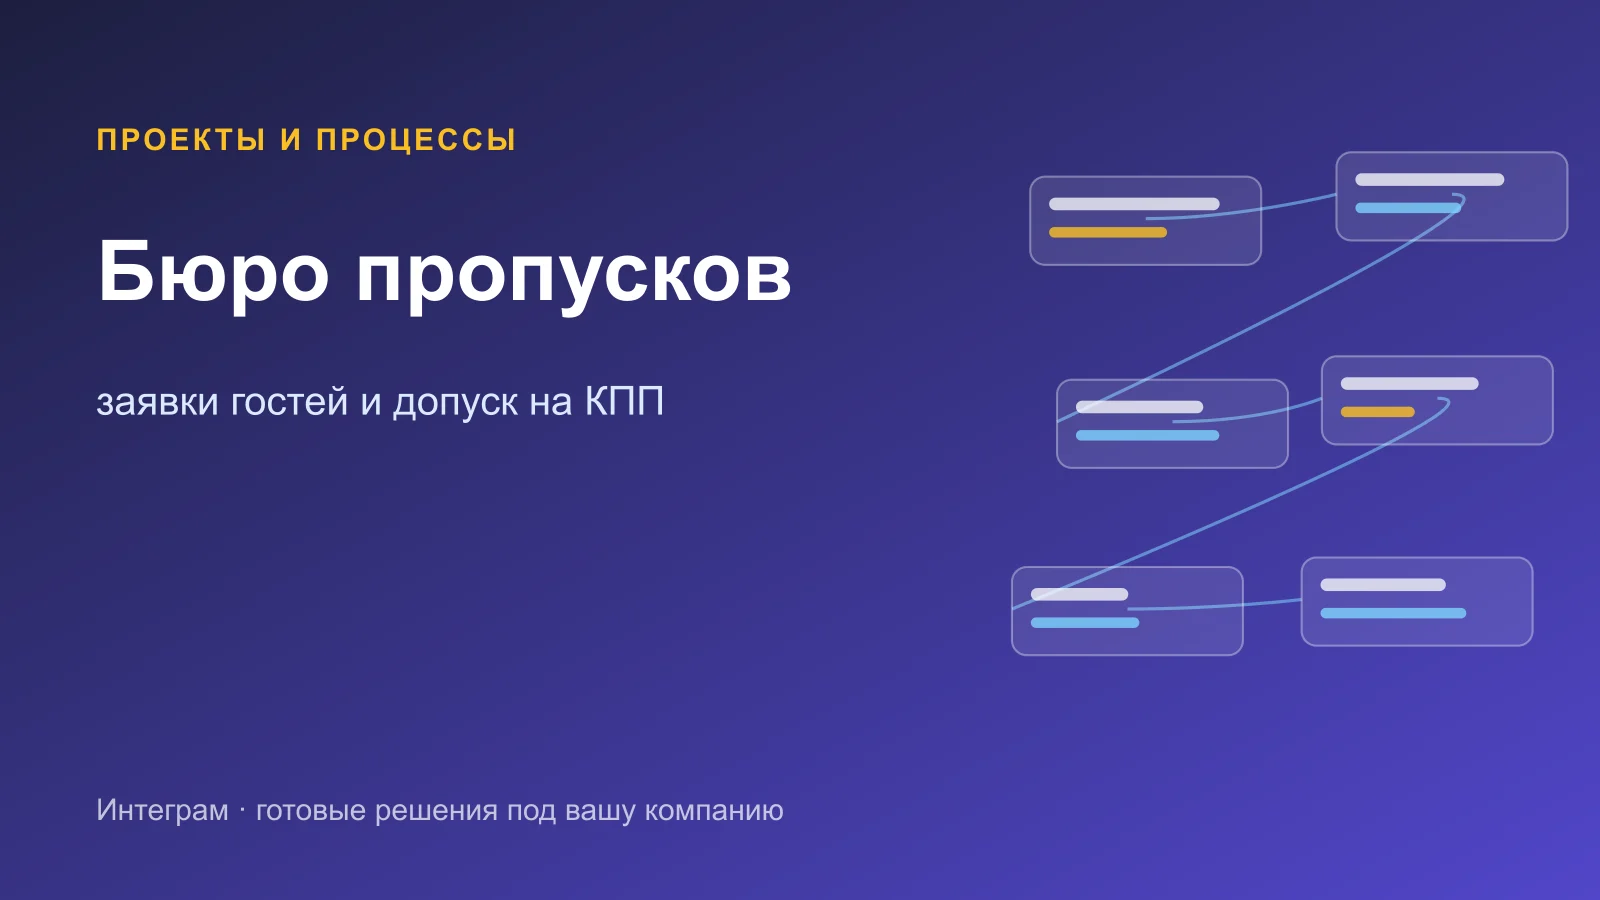 ПРОЕКТЫ И ПРОЦЕССЫ
Бюро пропусков
заявки гостей и допуск на КПП
Интеграм · готовые решения под вашу компанию